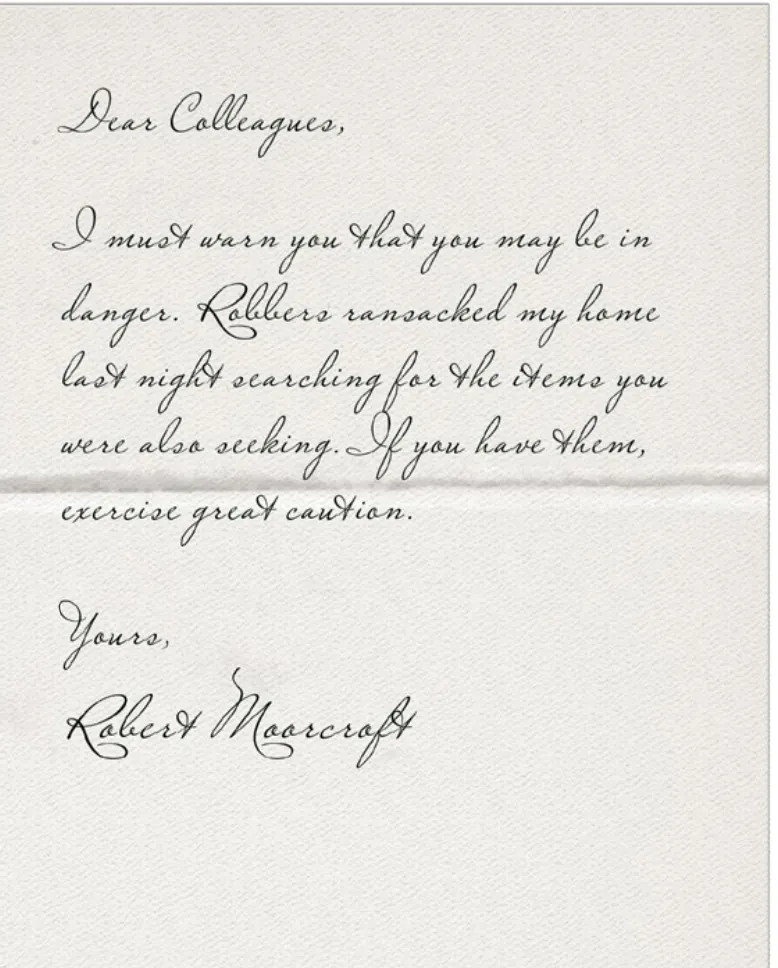 Dear Colleagues,
I must warn you that you may be in
danger. Robbers ransacked my home
last night searching for the items you
were also seeking. If you have them,
exercise great caution.
Yours,
Robert Moorcroft